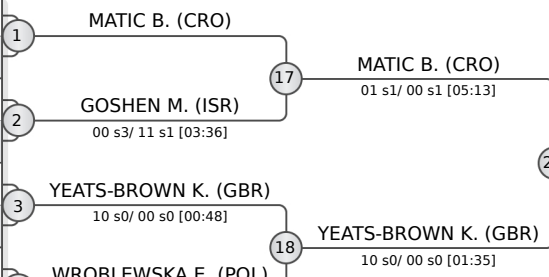 MATIC B. (CRO)
1
17
MATIC B. (CRO)
01 s1/ 00 s1 [05:13]
GOSHEN M. (ISR)
2
00 s3/ 11 s1 [03:36]
YEATS-BROWN K. (GBR)
3
10 s0/ 00 s0 [00:48]
18
YEATS-BROWN K. (GBR)
10 s0/ 00 s0 [01:35]
WROBLEWSKA E. (POL)